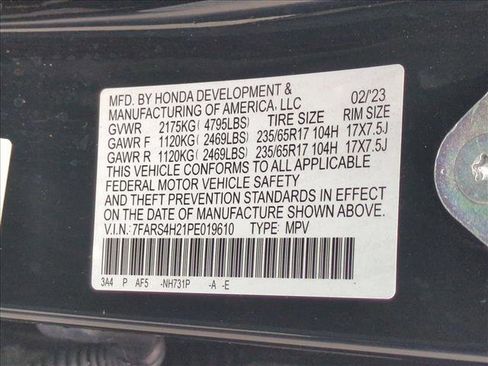 MFD. BY HONDA DEVELOPMENT & 02/'23
MANUFACTURING OF AMERICA, LLC
GVWR 2175KG (4795LBS) TIRE SIZE RIM SIZE
GAWR F 1120KG (2469LBS) 235/65R17 104H 17X7.5J
GAWR R 1120KG (2469LBS) 235/65R17 104H 17X7.5J
THIS VEHICLE CONFORMS TO ALL APPLICABLE
FEDERAL MOTOR VEHICLE SAFETY
AND THEFT PREVENTION STANDARDS IN EFFECT
ON THE DATE OF MANUFACTURE SHOWN ABOVE.
V.I.N.: 7FARS4H21PE019610 TYPE: MPV
3A4 P AF5 -NH731P -A -E